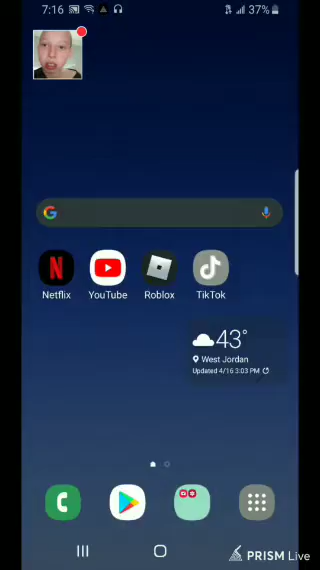 7:16
37%
Netflix
YouTube
Roblox
TikTok
43°
West Jordan
Updated 4/16 3:03 PM
PRISM Live